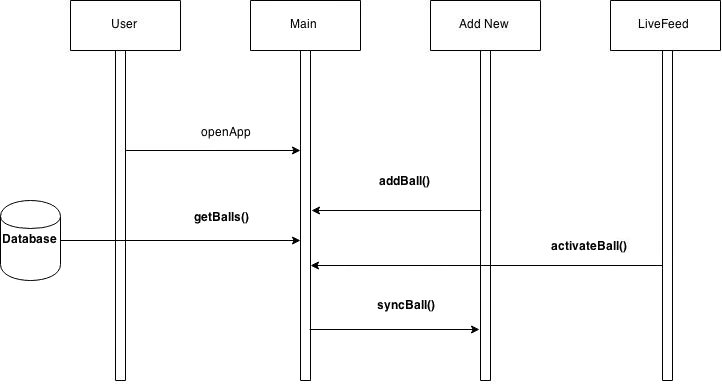 User
Main
Add New
LiveFeed
openApp
addBall()
getBalls()
Database
activateBall()
syncBall()